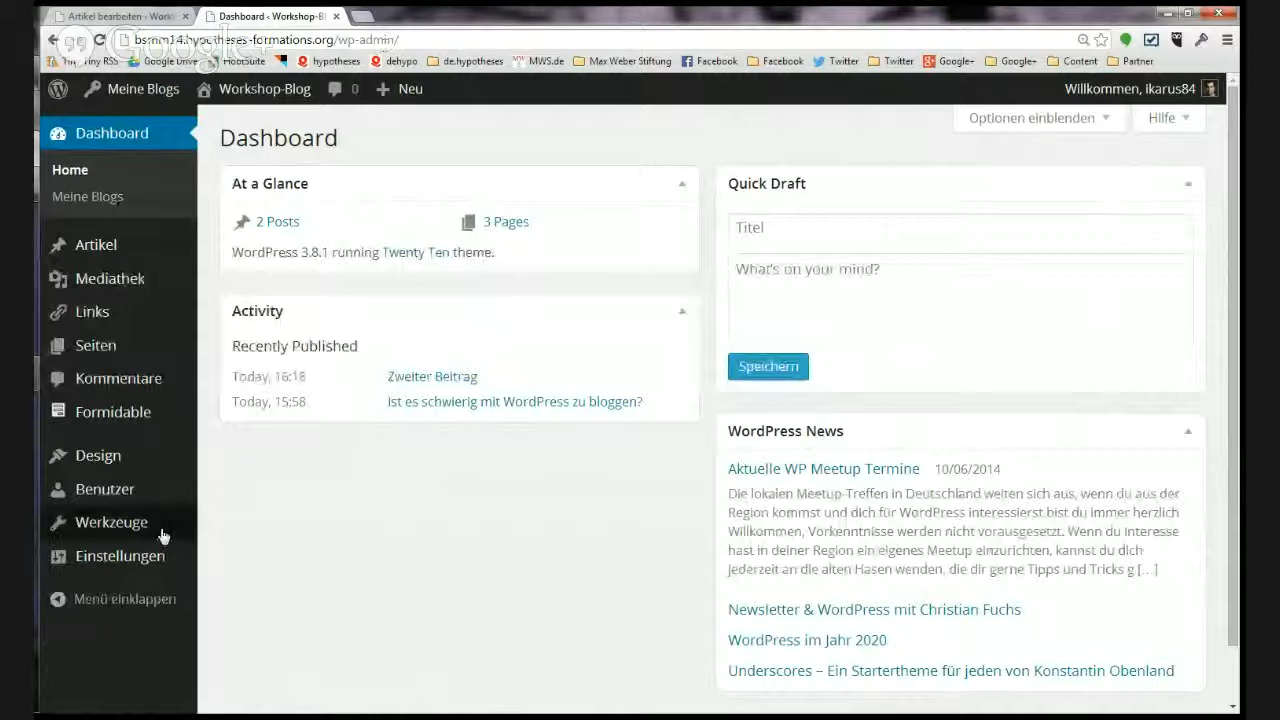 Artikel bearbeiten ‹ Work
Dashboard ‹ Workshop-Bl
Google+
bsmm14.hypotheses-formations.org/wp-admin/
Tiny RSS
Google Drive
HootSuite
hypotheses
dehypo
de.hypotheses
MWS.de
Max Weber Stiftung
Facebook
Facebook
Twitter
Twitter
Google+
Google+
Content
Partner
Meine Blogs
Workshop-Blog
0
Neu
Willkommen, ikarus84
Dashboard
Home
Meine Blogs
Artikel
Mediathek
Links
Seiten
Kommentare
Formidable
Design
Benutzer
Werkzeuge
Einstellungen
Menü einklappen
Optionen einblenden
Hilfe
Dashboard
At a Glance
2 Posts
3 Pages
WordPress 3.8.1 running Twenty Ten theme.
Activity
Recently Published
Today, 16:18 Zweiter Beitrag
Today, 15:58 Ist es schwierig mit WordPress zu bloggen?
Quick Draft
Titel
What's on your mind?
Speichern
WordPress News
Aktuelle WP Meetup Termine 10/06/2014
Die lokalen Meetup-Treffen in Deutschland weiten sich aus, wenn du aus der
Region kommst und dich für WordPress interessierst bist du immer herzlich
Willkommen, Vorkenntnisse werden nicht vorausgesetzt. Wenn du Interesse
hast in deiner Region ein eigenes Meetup einzurichten, kannst du dich
jederzeit an die alten Hasen wenden, die dir gerne Tipps und Tricks g [...]
Newsletter & WordPress mit Christian Fuchs
WordPress im Jahr 2020
Underscores – Ein Startertheme für jeden von Konstantin Obenland